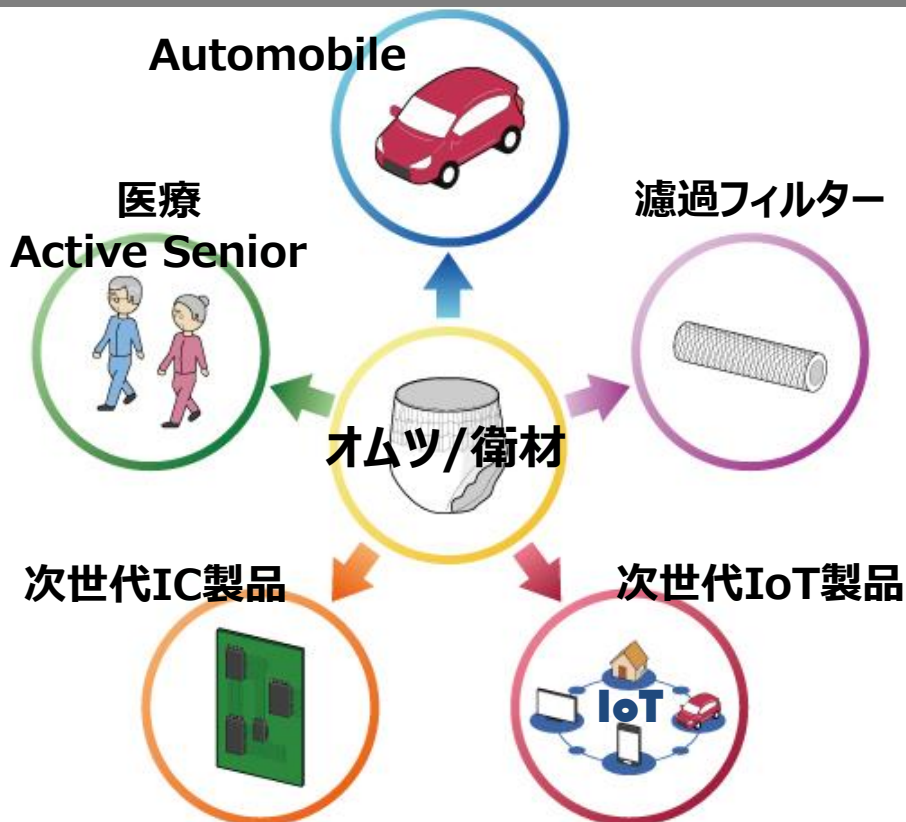 Automobile
医療
Active Senior
濾過フィルター
オムツ/衛材
次世代IC製品
次世代IoT製品
IoT